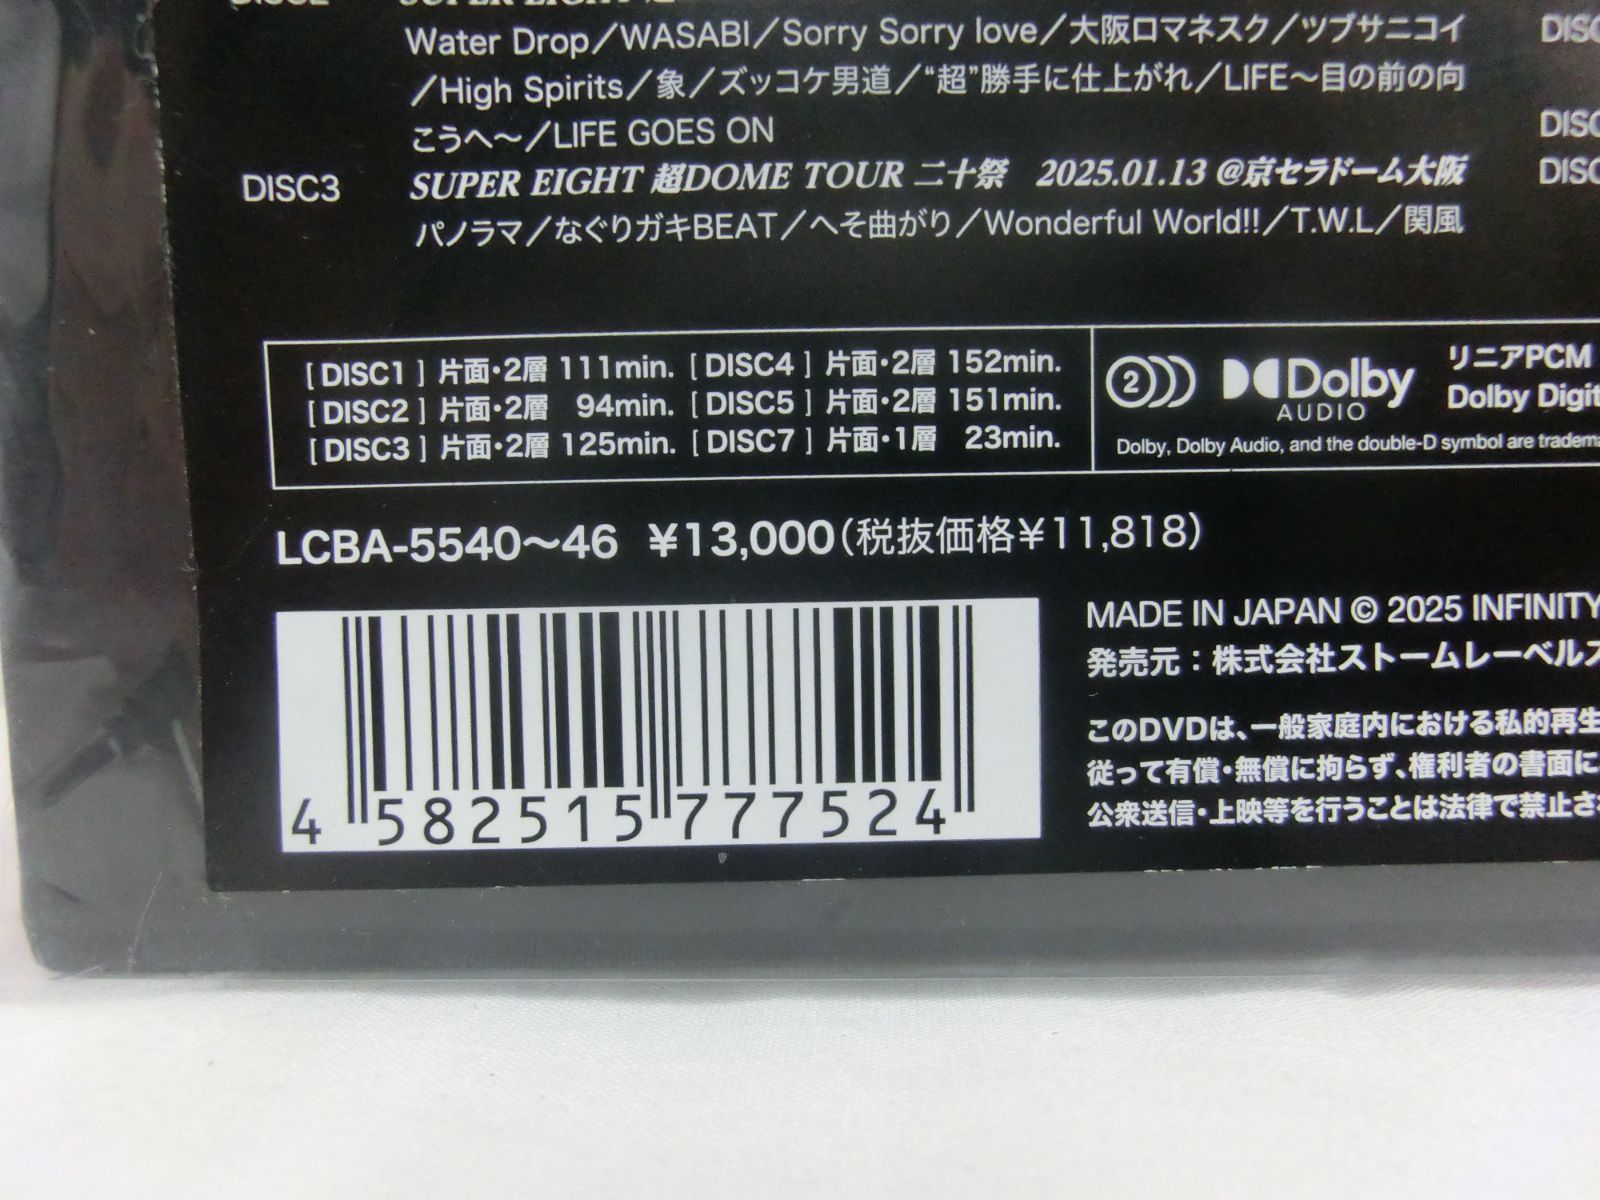 DISC2 SUPER EIGHT
Water Drop／WASABI／Sorry Sorry love／大阪ロマネスク／ツブサニコイ
／High Spirits／象／ズッコケ男道／“超”勝手に仕上がれ／LIFE〜目の前の向
こうへ〜／LIFE GOES ON
DISC3 SUPER EIGHT 超DOME TOUR 二十祭 2025.01.13 @京セラドーム大阪
パノラマ／なぐりガキBEAT／へそ曲がり／Wonderful World!!／T.W.L／関風
DISC
DISC
DISC
[ DISC1 ] 片面・2層 111min. [ DISC4 ] 片面・2層 152min.
[ DISC2 ] 片面・2層 94min. [ DISC5 ] 片面・2層 151min.
[ DISC3 ] 片面・2層 125min. [ DISC7 ] 片面・1層 23min.
2
Dolby
AUDIO
リニアPCM
Dolby Digit
Dolby, Dolby Audio, and the double-D symbol are tradema
LCBA-5540〜46 ¥13,000(税抜価格¥11,818)
4 582515 777524
MADE IN JAPAN © 2025 INFINITY
発売元：株式会社ストームレーベルズ
このDVDは、一般家庭内における私的再生
従って有償・無償に拘らず、権利者の書面に
公衆送信・上映等を行うことは法律で禁止さ